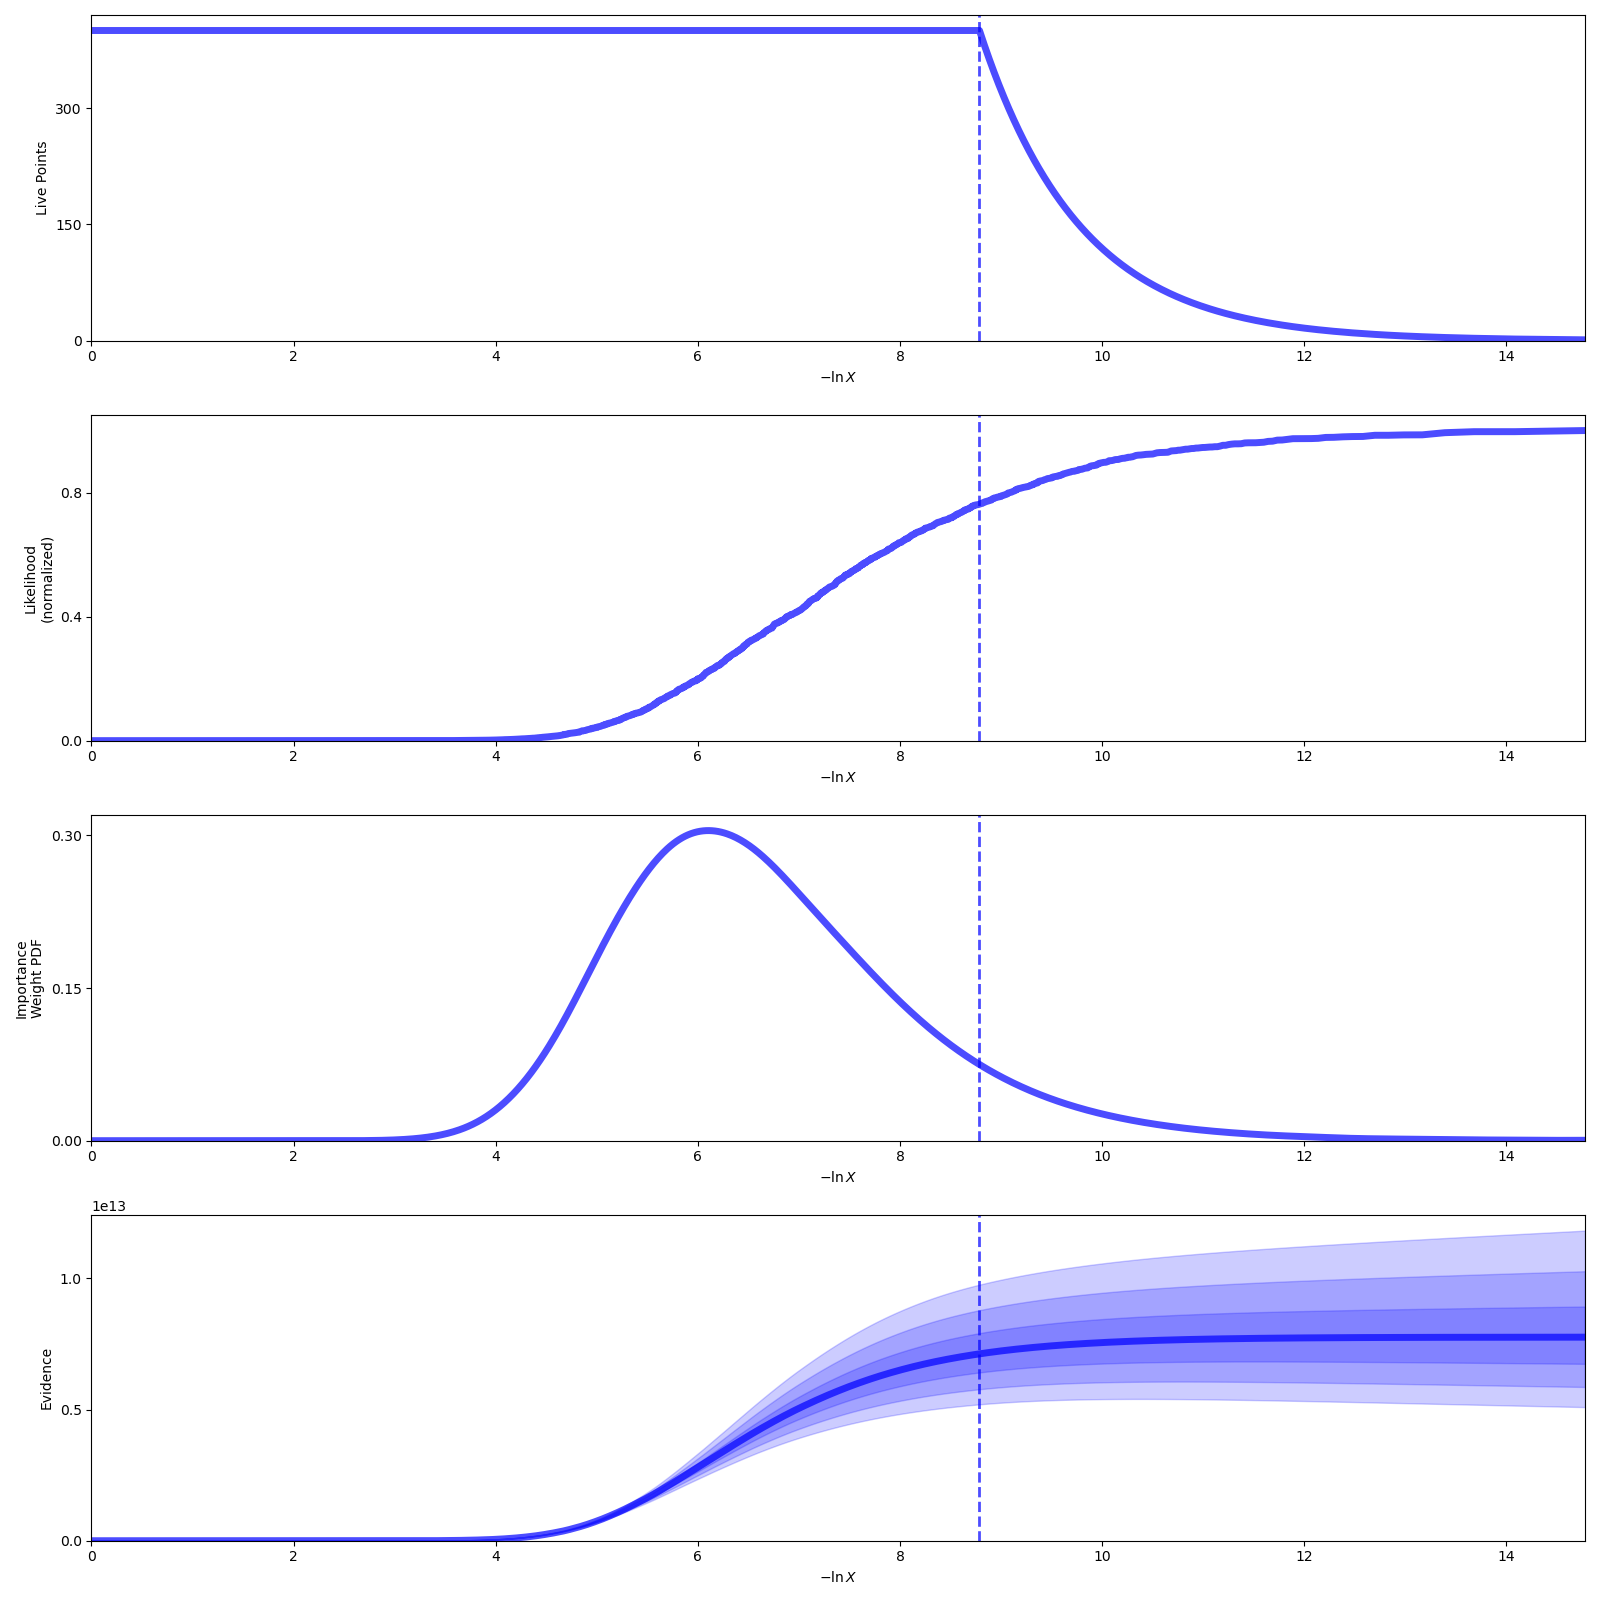 300
150
0
Live Points
0 2 4 6 8 10 12 14
−ln X
0.8
0.4
0.0
Likelihood
(normalized)
0 2 4 6 8 10 12 14
−ln X
0.30
0.15
0.00
Importance
Weight PDF
0 2 4 6 8 10 12 14
−ln X
1e13
1.0
0.5
0.0
Evidence
0 2 4 6 8 10 12 14
−ln X